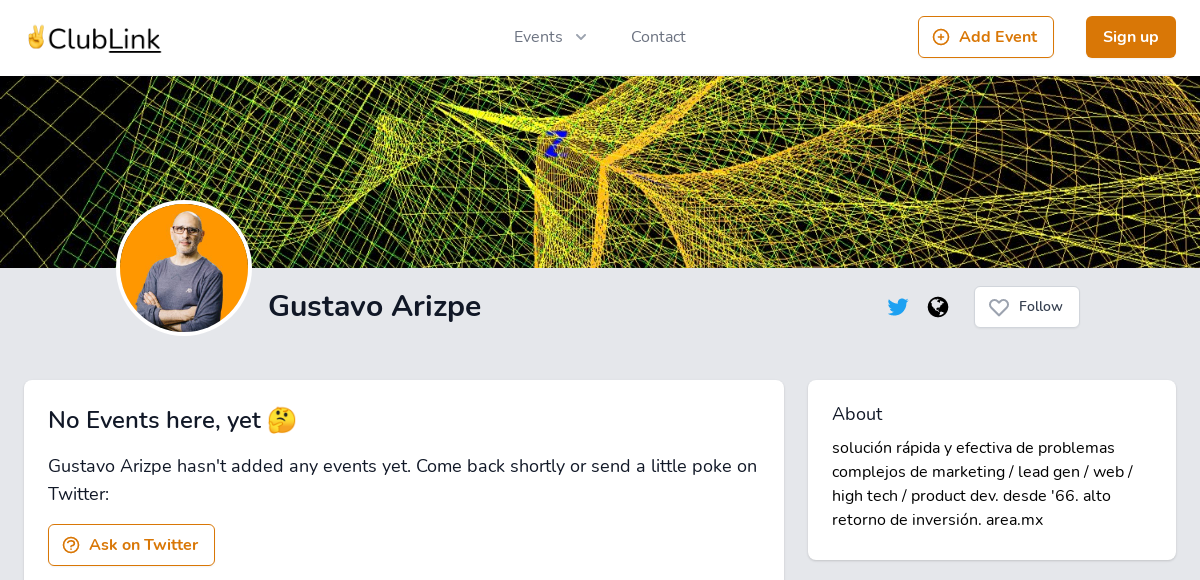 ✌️ClubLink
Events
Contact
Add Event
Sign up
Gustavo Arizpe
Follow
No Events here, yet 🤔
Gustavo Arizpe hasn't added any events yet. Come back shortly or send a little poke on
Twitter:
Ask on Twitter
About
solución rápida y efectiva de problemas
complejos de marketing / lead gen / web /
high tech / product dev. desde '66. alto
retorno de inversión. area.mx